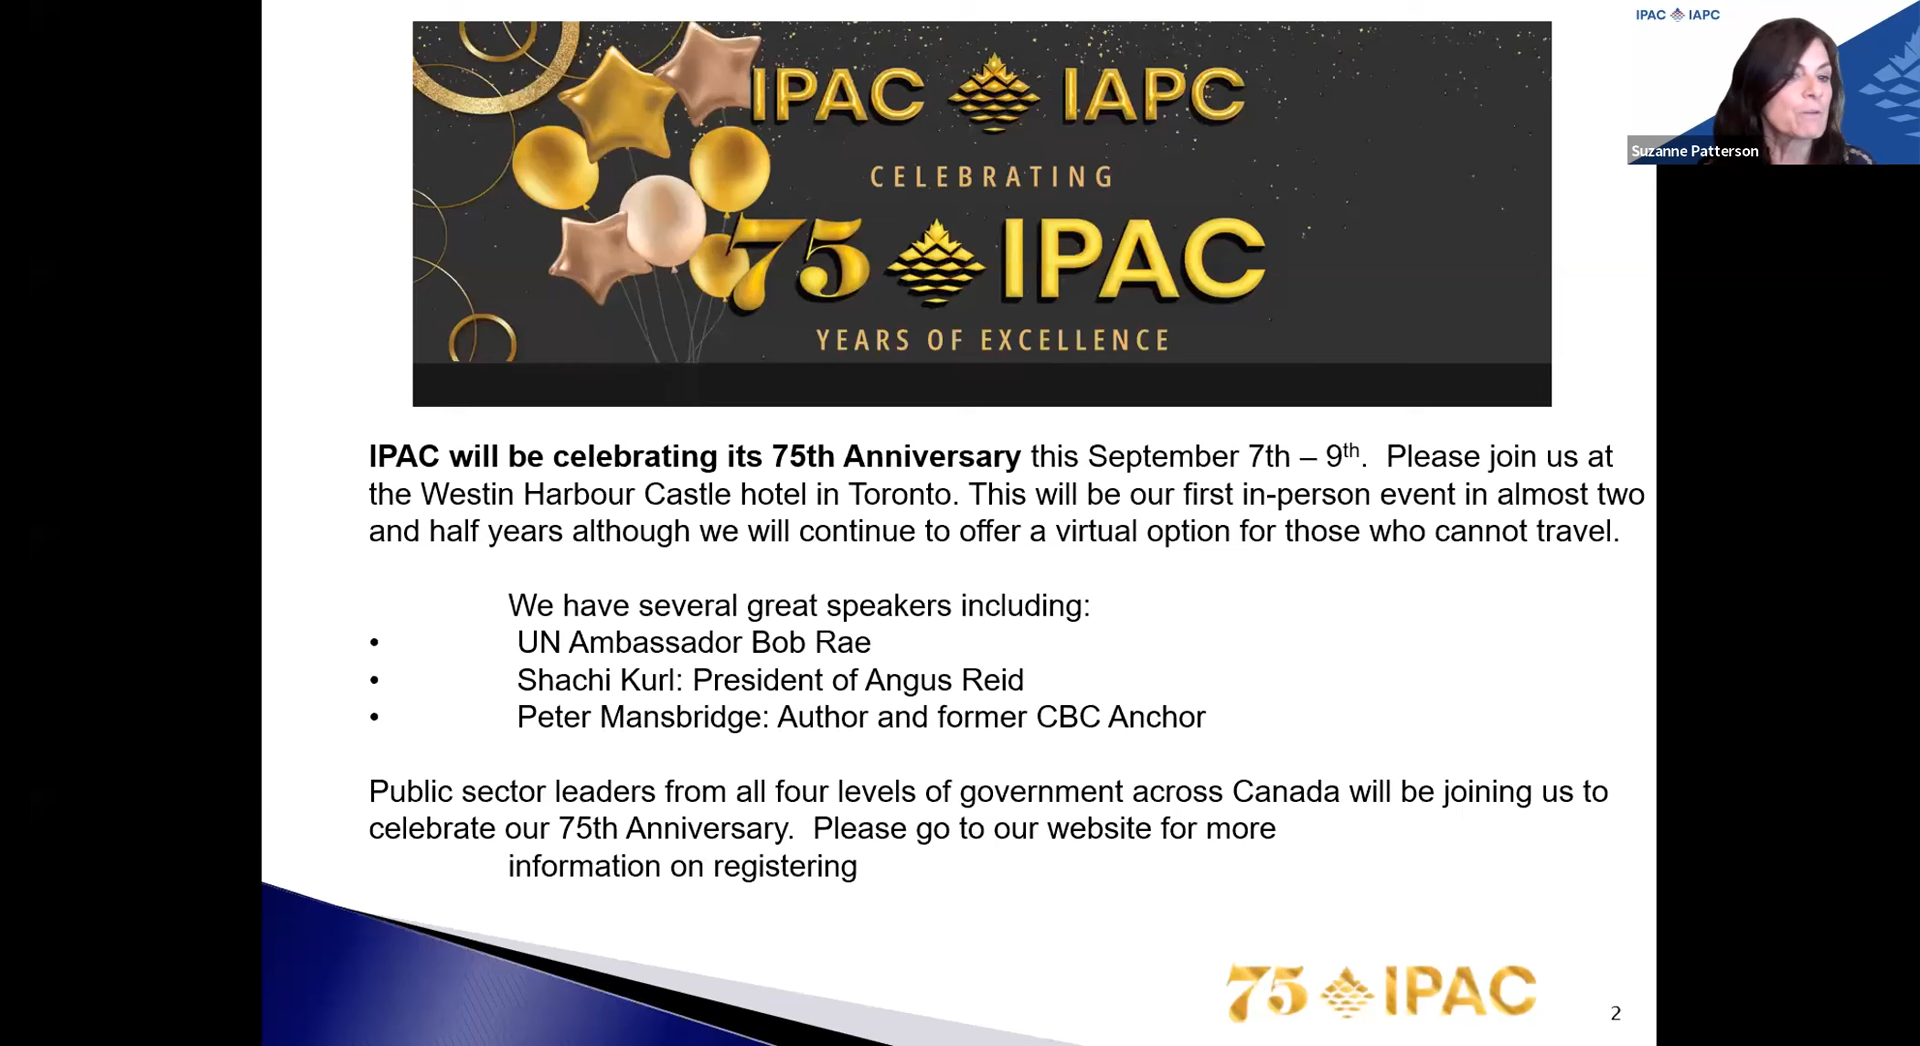 IPAC IAPC
CELEBRATING
75 IPAC
YEARS OF EXCELLENCE
IPAC IAPC
Suzanne Patterson
IPAC will be celebrating its 75th Anniversary this September 7th – 9th.  Please join us at
the Westin Harbour Castle hotel in Toronto. This will be our first in-person event in almost two
and half years although we will continue to offer a virtual option for those who cannot travel.
We have several great speakers including:
• UN Ambassador Bob Rae
• Shachi Kurl: President of Angus Reid
• Peter Mansbridge: Author and former CBC Anchor
Public sector leaders from all four levels of government across Canada will be joining us to
celebrate our 75th Anniversary.  Please go to our website for more
information on registering
75 IPAC
2